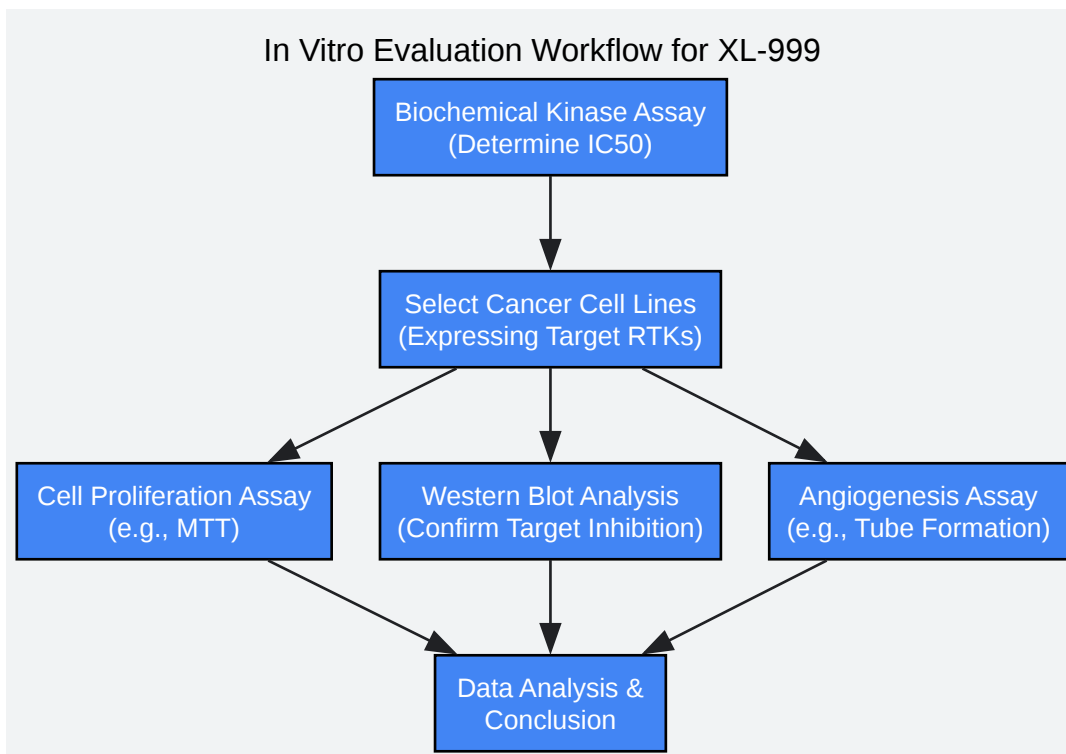 In Vitro Evaluation Workflow for XL-999
Biochemical Kinase Assay
(Determine IC50)
Select Cancer Cell Lines
(Expressing Target RTKs)
Cell Proliferation Assay
(e.g., MTT)
Western Blot Analysis
(Confirm Target Inhibition)
Angiogenesis Assay
(e.g., Tube Formation)
Data Analysis &
Conclusion